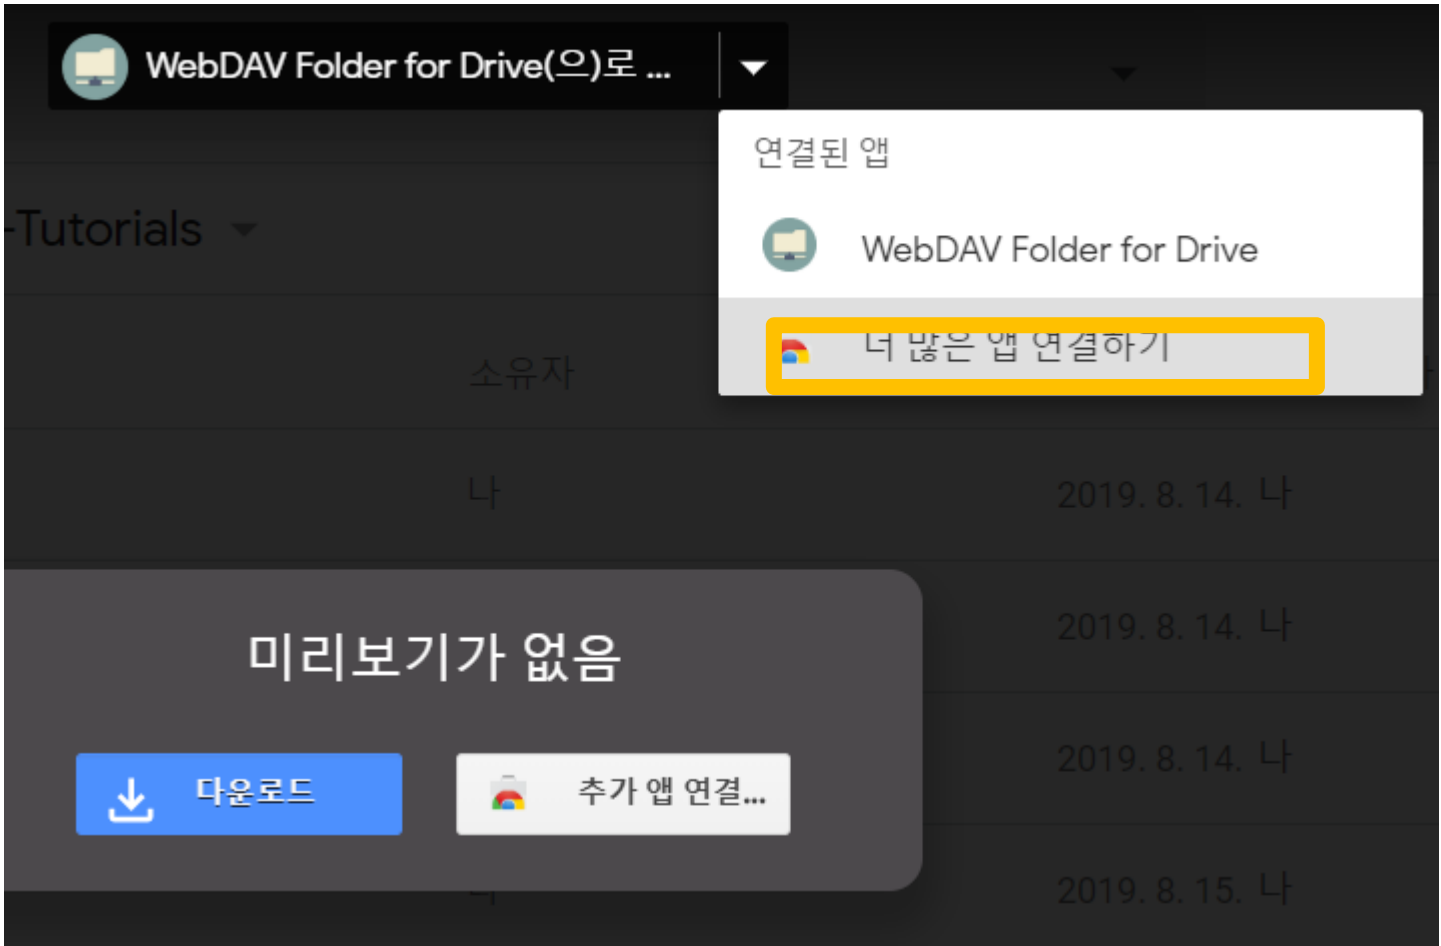 WebDAV Folder for Drive(으)로 ...
연결된 앱
-Tutorials
WebDAV Folder for Drive
더 많은 앱 연결하기
소유자
나
2019. 8. 14. 나
미리보기가 없음
2019. 8. 14. 나
다운로드
추가 앱 연결...
2019. 8. 14. 나
2019. 8. 15. 나